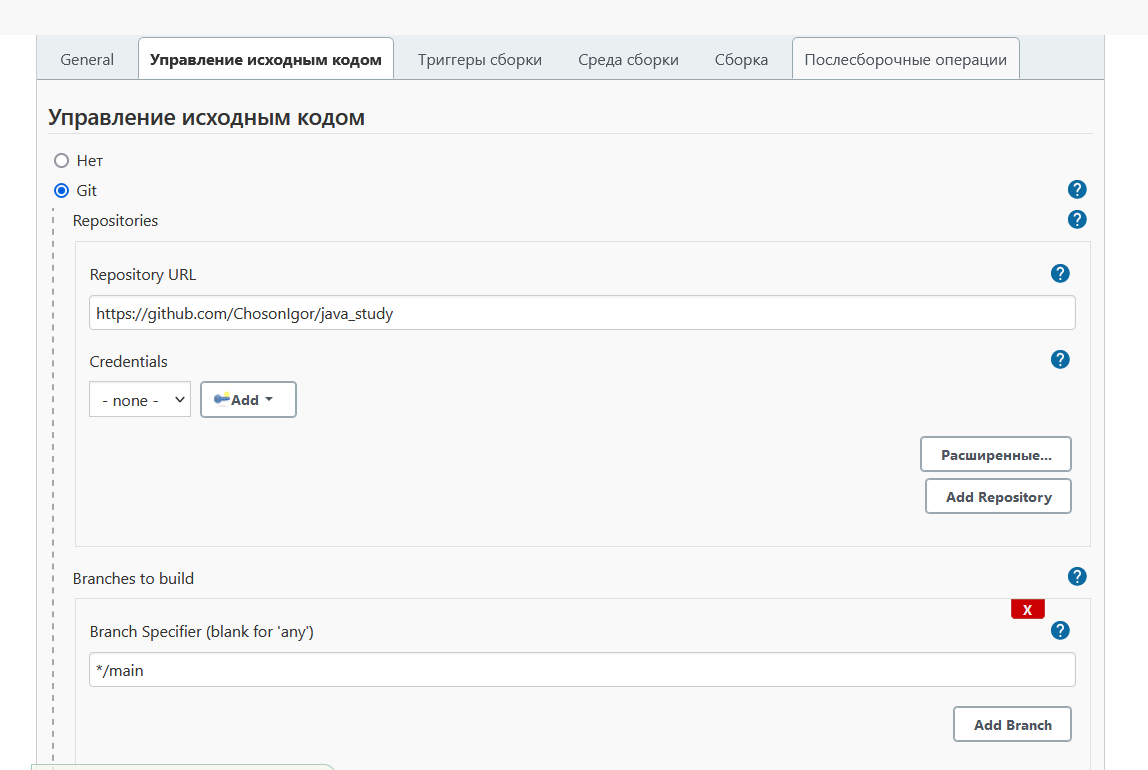 General Управление исходным кодом Триггеры сборки Среда сборки Сборка Послесборочные операции
Управление исходным кодом
Нет
Git
?
Repositories
?
Repository URL
?
https://github.com/ChosonIgor/java_study
Credentials
?
- none - Add
Расширенные...
Add Repository
Branches to build
?
X
Branch Specifier (blank for 'any')
?
*/main
Add Branch